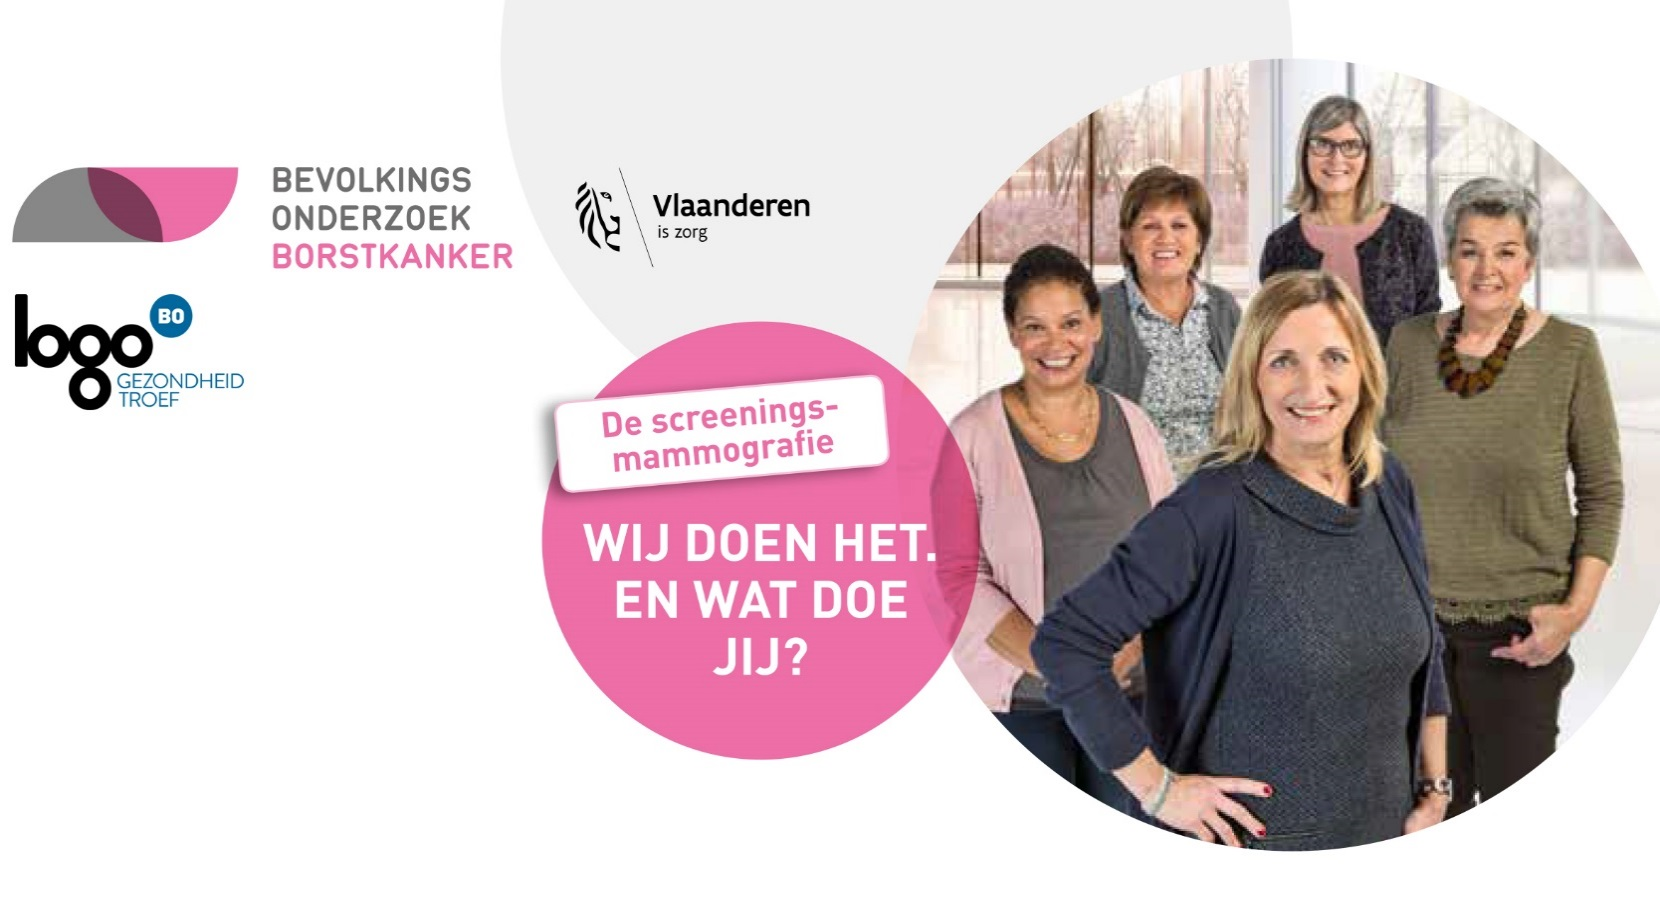 BEVOLKINGS
ONDERZOEK
BORSTKANKER
logo BO
GEZONDHEID
TROEF
Vlaanderen
is zorg
De screenings-
mammografie
WIJ DOEN HET.
EN WAT DOE
JIJ?